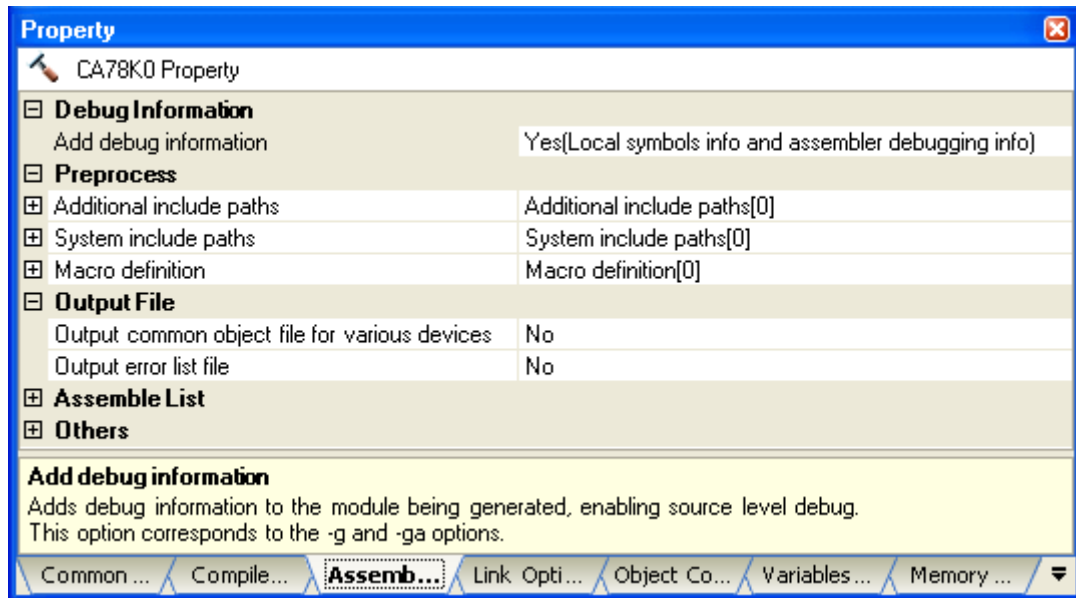 Property
CA78K0 Property
Debug Information
Add debug information Yes(Local symbols info and assembler debugging info)
Preprocess
Additional include paths Additional include paths[0]
System include paths System include paths[0]
Macro definition Macro definition[0]
Output File
Output common object file for various devices No
Output error list file No
Assemble List
Others
Add debug information
Adds debug information to the module being generated, enabling source level debug.
This option corresponds to the -g and -ga options.
Common ... Compile... Assemb... Link Opti... Object Co... Variables... Memory ...